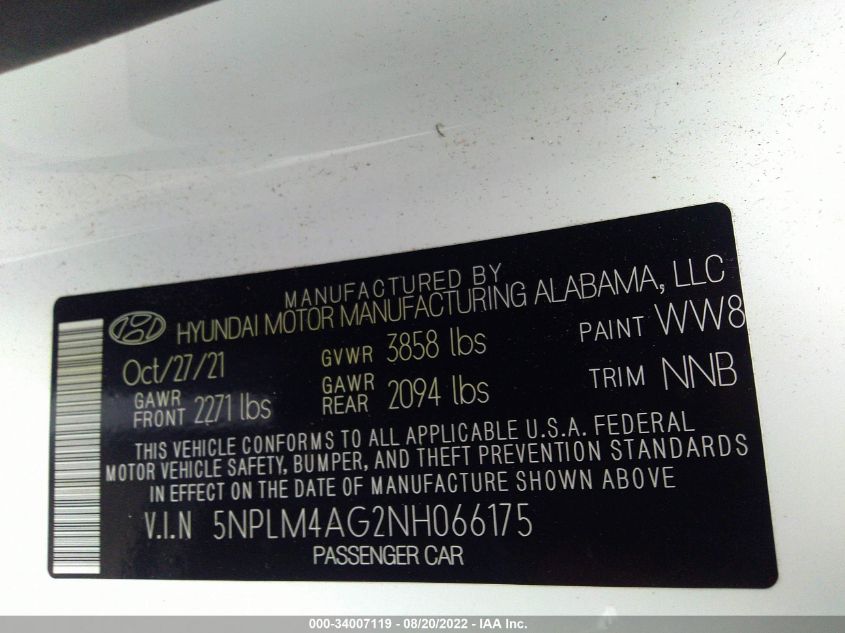 MANUFACTURED BY
HYUNDAI MOTOR MANUFACTURING ALABAMA, LLC
Oct/27/21 GVWR 3858 lbs PAINT WW8
GAWR FRONT 2271 lbs GAWR REAR 2094 lbs TRIM NNB
THIS VEHICLE CONFORMS TO ALL APPLICABLE U.S.A. FEDERAL
MOTOR VEHICLE SAFETY, BUMPER, AND THEFT PREVENTION STANDARDS
IN EFFECT ON THE DATE OF MANUFACTURE SHOWN ABOVE
V.I.N 5NPLM4AG2NH066175
PASSENGER CAR
000-34007119 - 08/20/2022 - IAA Inc.